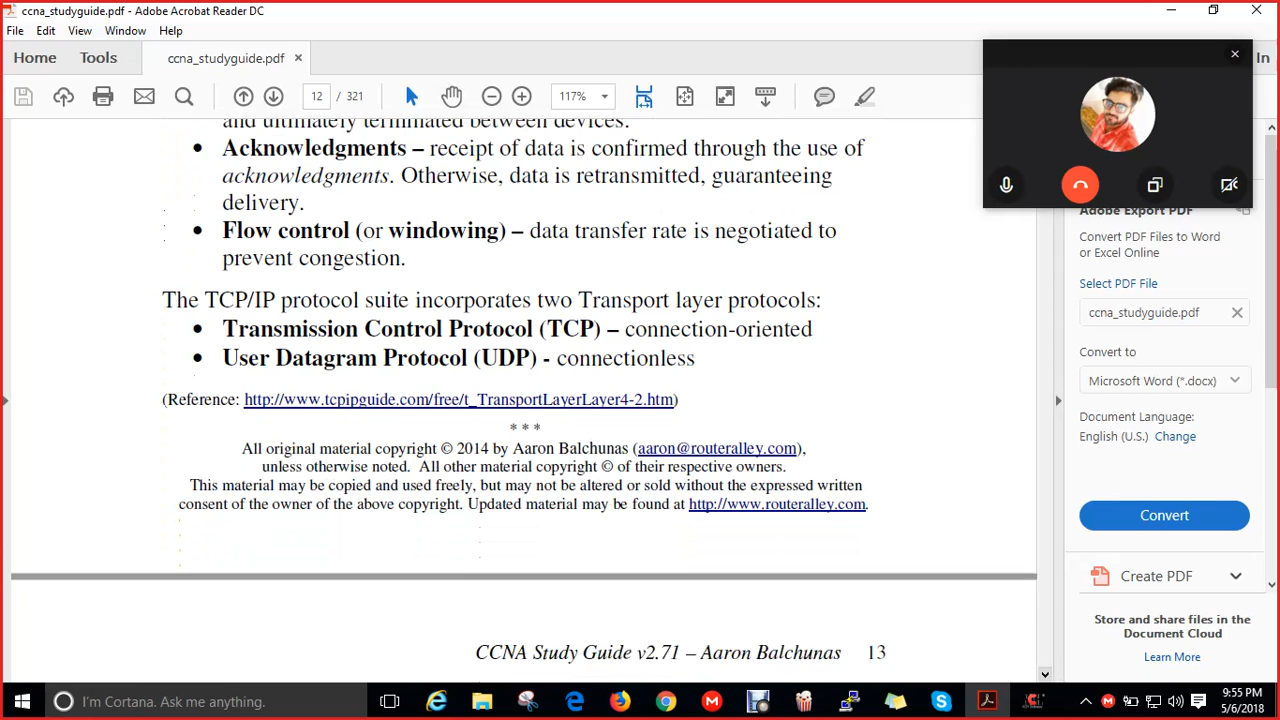 ccna_studyguide.pdf - Adobe Acrobat Reader DC
File Edit View Window Help
Home Tools ccna_studyguide.pdf × In
12 / 321 117%
and ultimately terminated between devices.
• Acknowledgments – receipt of data is confirmed through the use of
acknowledgments. Otherwise, data is retransmitted, guaranteeing
delivery.
• Flow control (or windowing) – data transfer rate is negotiated to
prevent congestion.
The TCP/IP protocol suite incorporates two Transport layer protocols:
• Transmission Control Protocol (TCP) – connection-oriented
• User Datagram Protocol (UDP) - connectionless
(Reference: http://www.tcpipguide.com/free/t_TransportLayerLayer4-2.htm)
* * *
All original material copyright © 2014 by Aaron Balchunas (aaron@routeralley.com),
unless otherwise noted. All other material copyright © of their respective owners.
This material may be copied and used freely, but may not be altered or sold without the expressed written
consent of the owner of the above copyright. Updated material may be found at http://www.routeralley.com.
CCNA Study Guide v2.71 – Aaron Balchunas 13
Adobe Export PDF
Convert PDF Files to Word
or Excel Online
Select PDF File
ccna_studyguide.pdf
Convert to
Microsoft Word (*.docx)
Document Language:
English (U.S.) Change
Convert
Create PDF
Store and share files in the
Document Cloud
Learn More
I'm Cortana. Ask me anything.
9:55 PM
5/6/2018